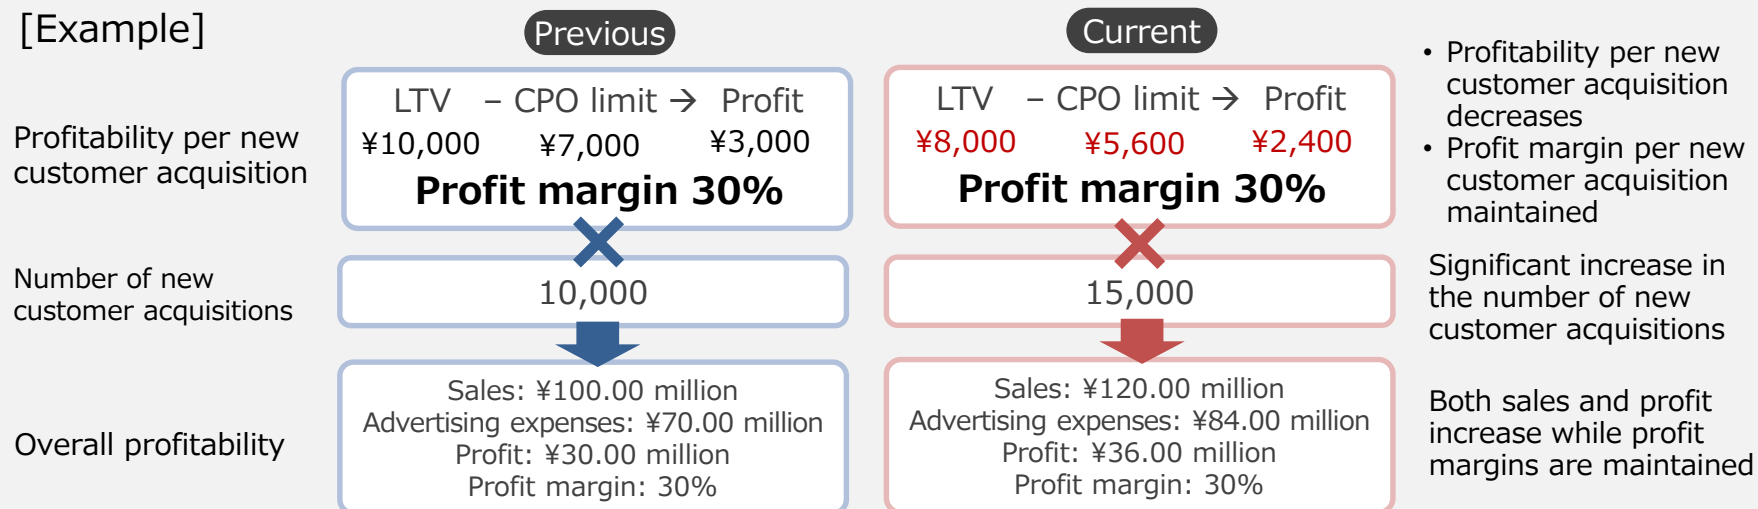 [Example]
Previous
Current
Profitability per new
customer acquisition
LTV – CPO limit → Profit
¥10,000 ¥7,000 ¥3,000
Profit margin 30%
LTV – CPO limit → Profit
¥8,000 ¥5,600 ¥2,400
Profit margin 30%
• Profitability per new
customer acquisition
decreases
• Profit margin per new
customer acquisition
maintained
Number of new
customer acquisitions
10,000
15,000
Significant increase in
the number of new
customer acquisitions
Overall profitability
Sales: ¥100.00 million
Advertising expenses: ¥70.00 million
Profit: ¥30.00 million
Profit margin: 30%
Sales: ¥120.00 million
Advertising expenses: ¥84.00 million
Profit: ¥36.00 million
Profit margin: 30%
Both sales and profit
increase while profit
margins are maintained